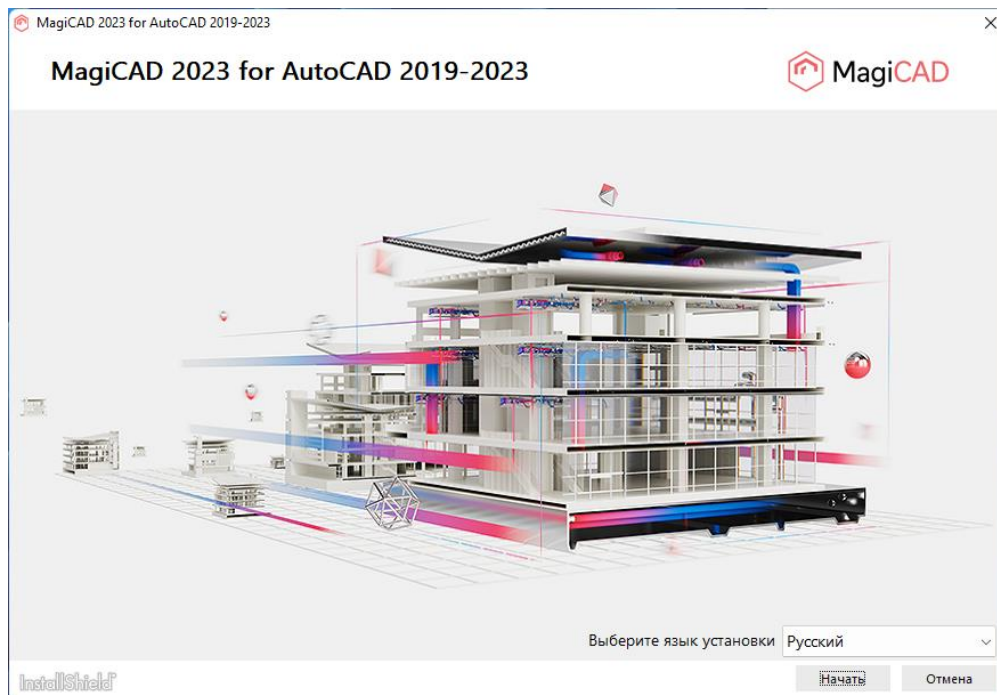 MagiCAD 2023 for AutoCAD 2019-2023
MagiCAD 2023 for AutoCAD 2019-2023
MagiCAD
Выберите язык установки Русский
InstallShield
Начать Отмена